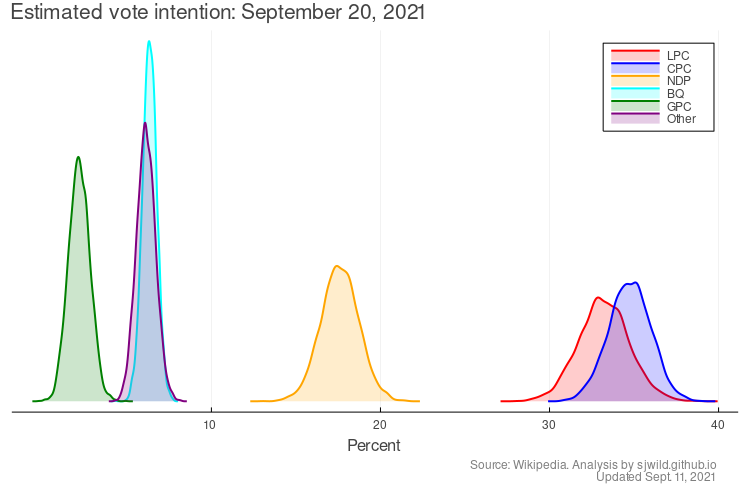 Estimated vote intention: September 20, 2021
LPC
CPC
NDP
BQ
GPC
Other
10
20
30
40
Percent
Source: Wikipedia. Analysis by sjwild.github.io
Updated Sept. 11, 2021